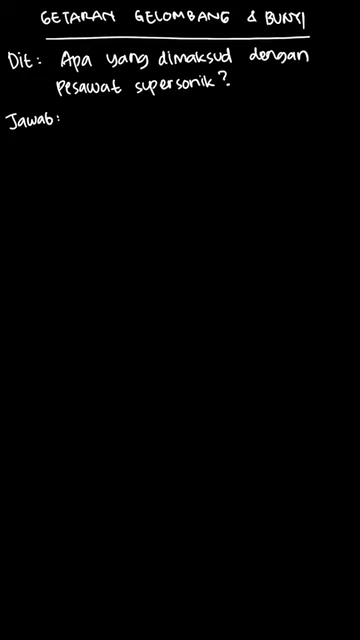 GETARAN GELOMBANG & BUNYI
Dit: Apa yang dimaksud dengan
pesawat supersonik?
Jawab: